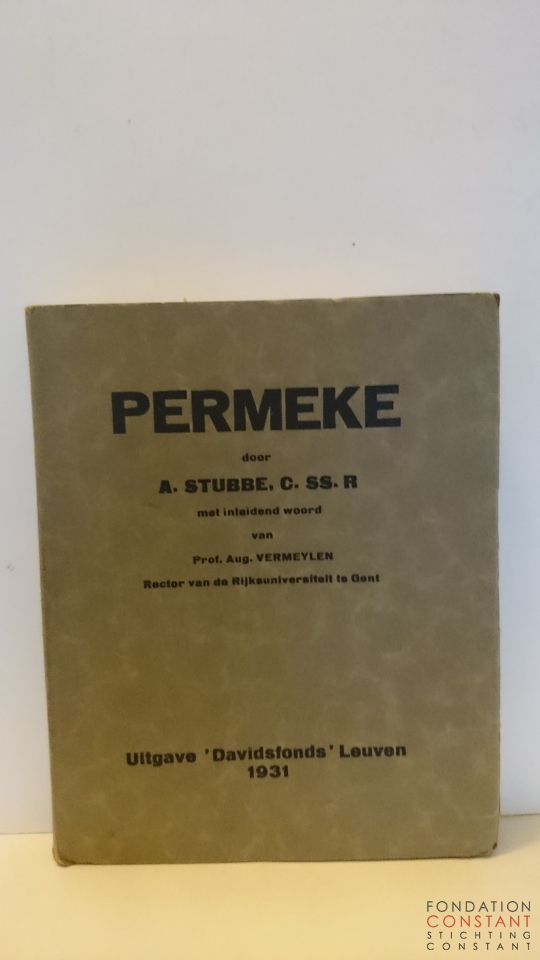 PERMEKE
door
A. STUBBE, C. SS. R
met inleidend woord
van
Prof. Aug. VERMEYLEN
Rector van de Rijksuniversiteit te Gent
Uitgave 'Davidsfonds' Leuven
1931
FONDATION
CONSTANT
STICHTING
CONSTANT